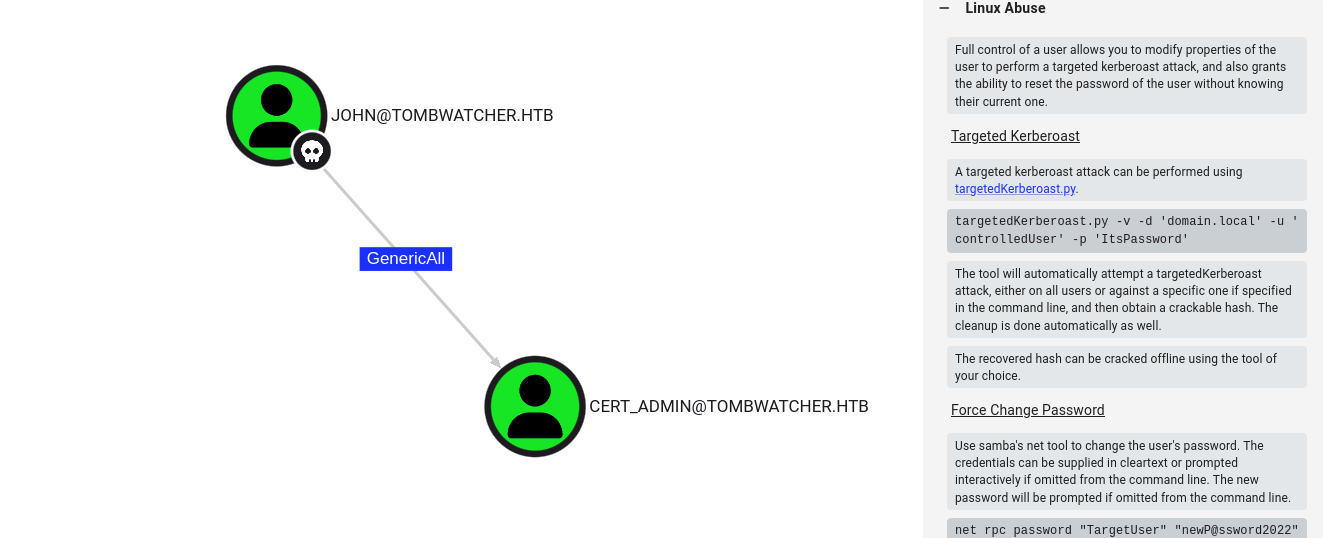 JOHN@TOMBWATCHER.HTB
GenericAll
CERT_ADMIN@TOMBWATCHER.HTB
Linux Abuse
Full control of a user allows you to modify properties of the
user to perform a targeted kerberoast attack, and also grants
the ability to reset the password of the user without knowing
their current one.
Targeted Kerberoast
A targeted kerberoast attack can be performed using
targetedKerberoast.py.
targetedKerberoast.py -v -d 'domain.local' -u '
controlledUser' -p 'ItsPassword'
The tool will automatically attempt a targetedKerberoast
attack, either on all users or against a specific one if specified
in the command line, and then obtain a crackable hash. The
cleanup is done automatically as well.
The recovered hash can be cracked offline using the tool of
your choice.
Force Change Password
Use samba's net tool to change the user's password. The
credentials can be supplied in cleartext or prompted
interactively if omitted from the command line. The new
password will be prompted if omitted from the command line.
net rpc password "TargetUser" "newP@ssword2022"